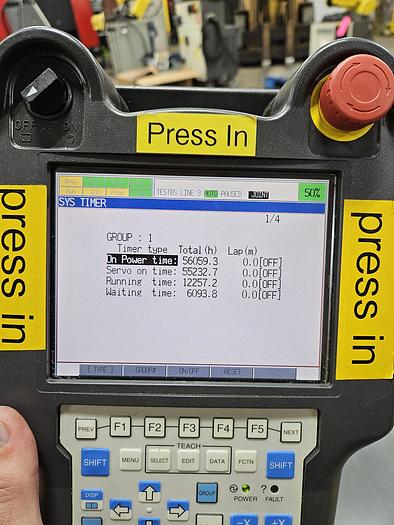 OFF ON
Press In
Busy
Run I/O Prod
TESTBS LINE 3 AUTO PAUSED JOINT
50%
SYS TIMER
1/4
GROUP : 1
Timer type Total(h) Lap(m)
On Power time: 56059.3 0.0[OFF]
Servo on time: 55232.7 0.0[OFF]
Running time: 12257.2 0.0[OFF]
Waiting time: 6093.8 0.0[OFF]
[ TYPE ] GROUP# ON/OFF RESET
press in
press in
PREV F1 F2 F3 F4 F5 NEXT
TEACH
SHIFT MENU SELECT EDIT DATA FCTN SHIFT
DISP
GROUP
POWER FAULT
-X